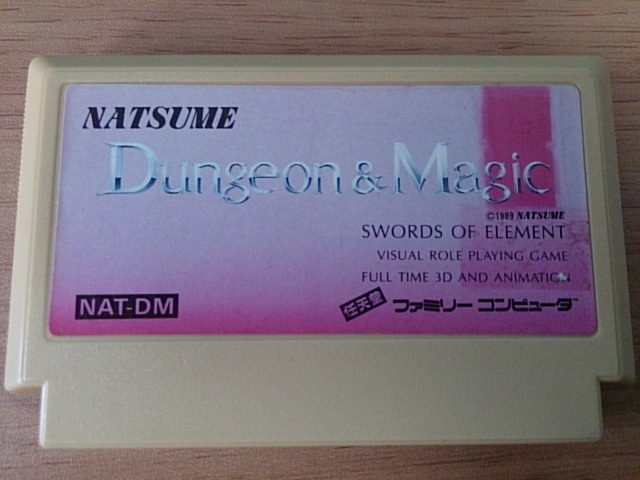 NATSUME
Dungeon & Magic
©1989 NATSUME
SWORDS OF ELEMENT
VISUAL ROLE PLAYING GAME
FULL TIME 3D AND ANIMATION
NAT-DM
任天堂 ファミリー コンピュータ